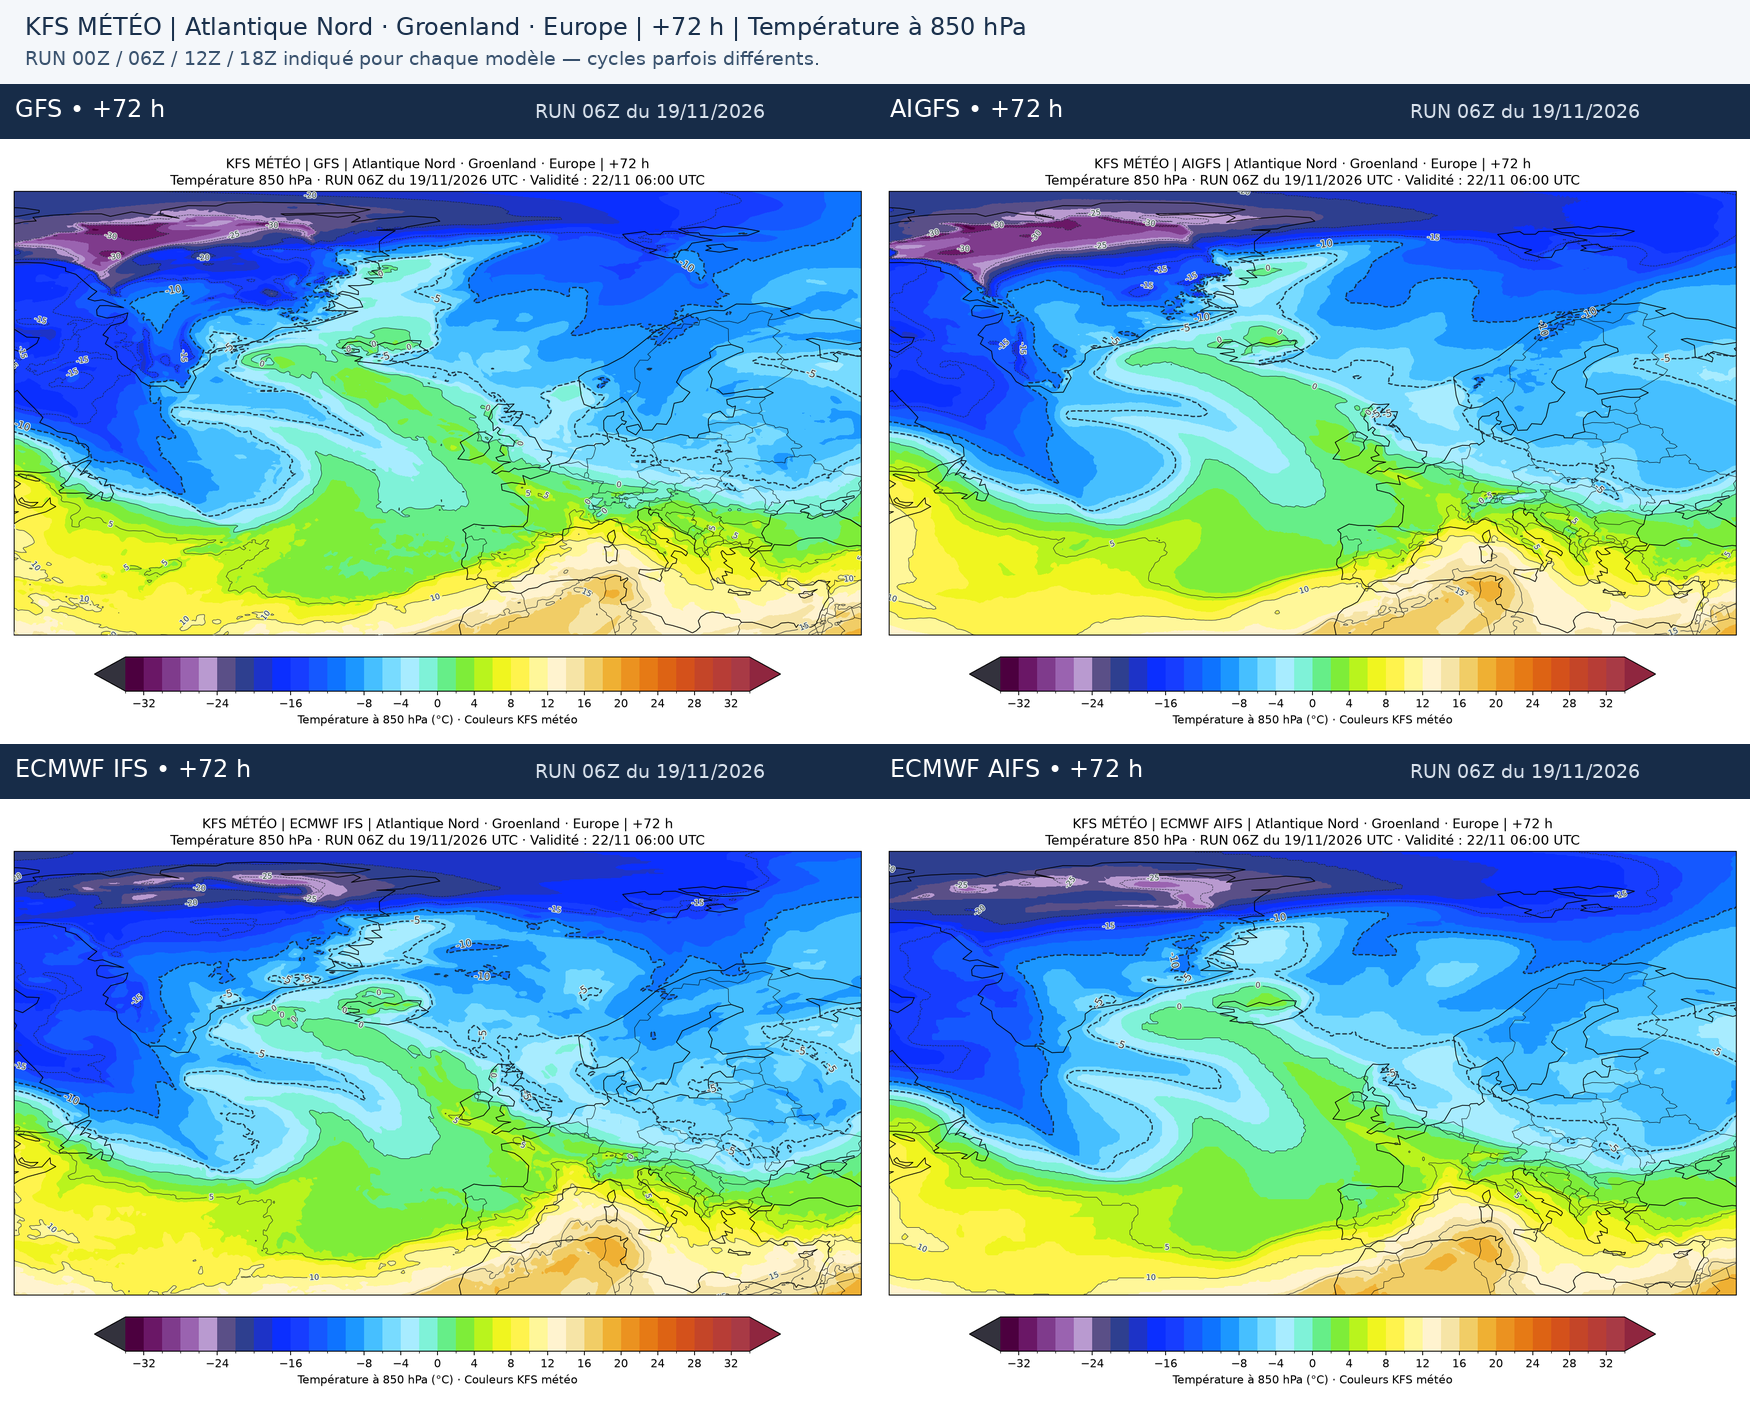 KFS MÉTÉO | Atlantique Nord · Groenland · Europe | +72 h | Température à 850 hPa
RUN 00Z / 06Z / 12Z / 18Z indiqué pour chaque modèle — cycles parfois différents.
GFS • +72 h
RUN 06Z du 19/11/2026
AIGFS • +72 h
RUN 06Z du 19/11/2026
KFS MÉTÉO | GFS | Atlantique Nord · Groenland · Europe | +72 h
Température 850 hPa · RUN 06Z du 19/11/2026 UTC · Validité : 22/11 06:00 UTC
KFS MÉTÉO | AIGFS | Atlantique Nord · Groenland · Europe | +72 h
Température 850 hPa · RUN 06Z du 19/11/2026 UTC · Validité : 22/11 06:00 UTC
−32 −24 −16 −8 −4 0 4 8 12 16 20 24 28 32
Température à 850 hPa (°C) · Couleurs KFS météo
−32 −24 −16 −8 −4 0 4 8 12 16 20 24 28 32
Température à 850 hPa (°C) · Couleurs KFS météo
ECMWF IFS • +72 h
RUN 06Z du 19/11/2026
ECMWF AIFS • +72 h
RUN 06Z du 19/11/2026
KFS MÉTÉO | ECMWF IFS | Atlantique Nord · Groenland · Europe | +72 h
Température 850 hPa · RUN 06Z du 19/11/2026 UTC · Validité : 22/11 06:00 UTC
KFS MÉTÉO | ECMWF AIFS | Atlantique Nord · Groenland · Europe | +72 h
Température 850 hPa · RUN 06Z du 19/11/2026 UTC · Validité : 22/11 06:00 UTC
−32 −24 −16 −8 −4 0 4 8 12 16 20 24 28 32
Température à 850 hPa (°C) · Couleurs KFS météo
−32 −24 −16 −8 −4 0 4 8 12 16 20 24 28 32
Température à 850 hPa (°C) · Couleurs KFS météo